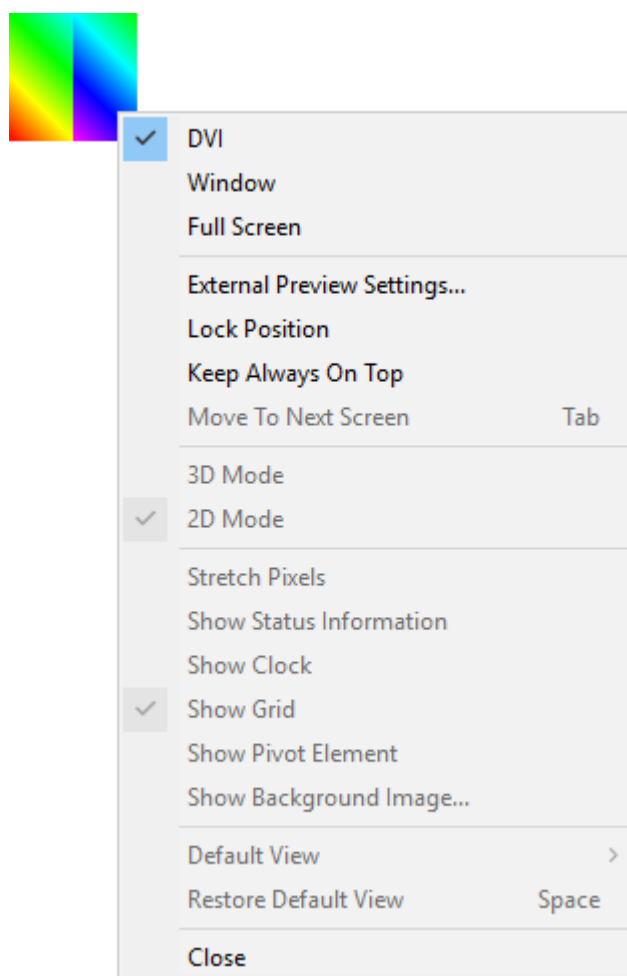 DVI
Window
Full Screen
External Preview Settings...
Lock Position
Keep Always On Top
Move To Next Screen Tab
3D Mode
2D Mode
Stretch Pixels
Show Status Information
Show Clock
Show Grid
Show Pivot Element
Show Background Image...
Default View
Restore Default View Space
Close